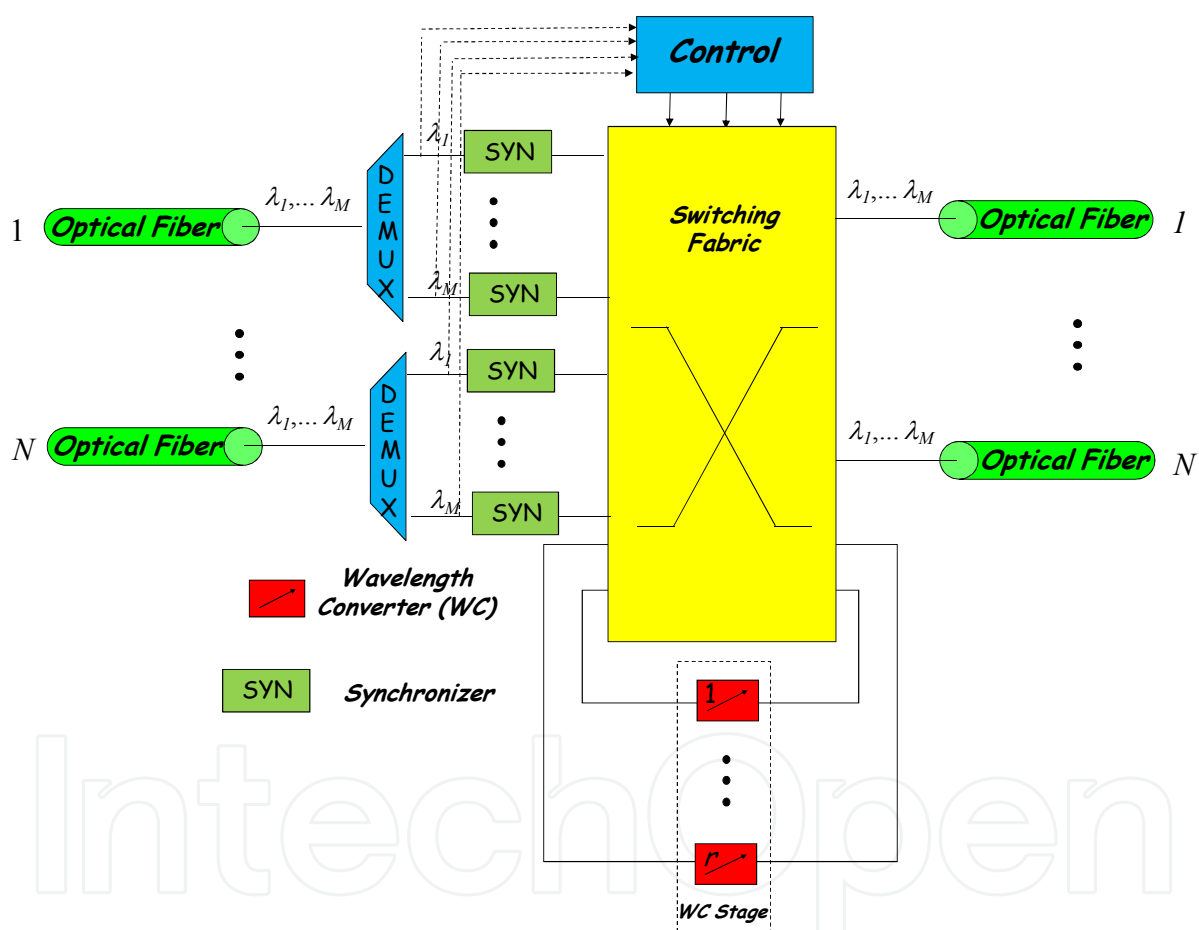 Control
λ1
SYN
DEMUX
λ1,... λM
λ1,... λM
1
Optical Fiber
Switching
Fabric
Optical Fiber
1
λM
SYN
λ1
SYN
DEMUX
λ1,... λM
λ1,... λM
N
Optical Fiber
Optical Fiber
N
λM
SYN
Wavelength
Converter (WC)
SYN
Synchronizer
1
r
WC Stage
IntechOpen